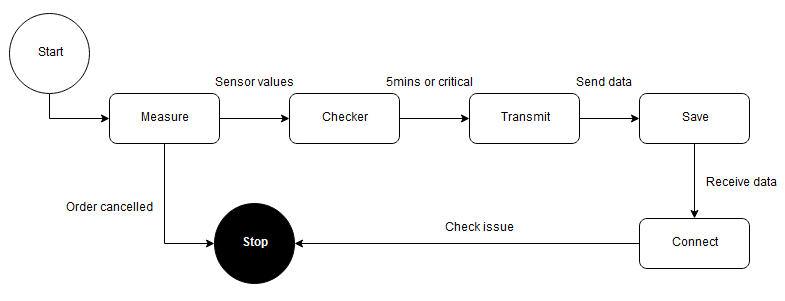 Start
Sensor values
5mins or critical
Send data
Measure
Checker
Transmit
Save
Receive data
Order cancelled
Check issue
Stop
Connect